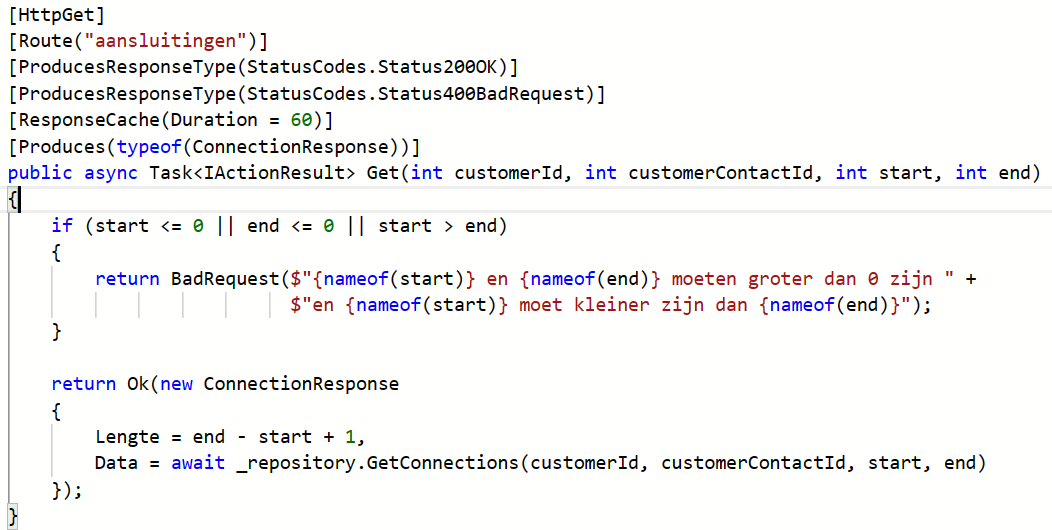 [HttpGet]
[Route("aansluitingen")]
[ProducesResponseType(StatusCodes.Status200OK)]
[ProducesResponseType(StatusCodes.Status400BadRequest)]
[ResponseCache(Duration = 60)]
[Produces(typeof(ConnectionResponse))]
public async Task<IActionResult> Get(int customerId, int customerContactId, int start, int end)
{
    if (start <= 0 || end <= 0 || start > end)
    {
        return BadRequest($"{nameof(start)} en {nameof(end)} moeten groter dan 0 zijn " +
                          $"en {nameof(start)} moet kleiner zijn dan {nameof(end)}");
    }

    return Ok(new ConnectionResponse
    {
        Lengte = end - start + 1,
        Data = await _repository.GetConnections(customerId, customerContactId, start, end)
    });
}